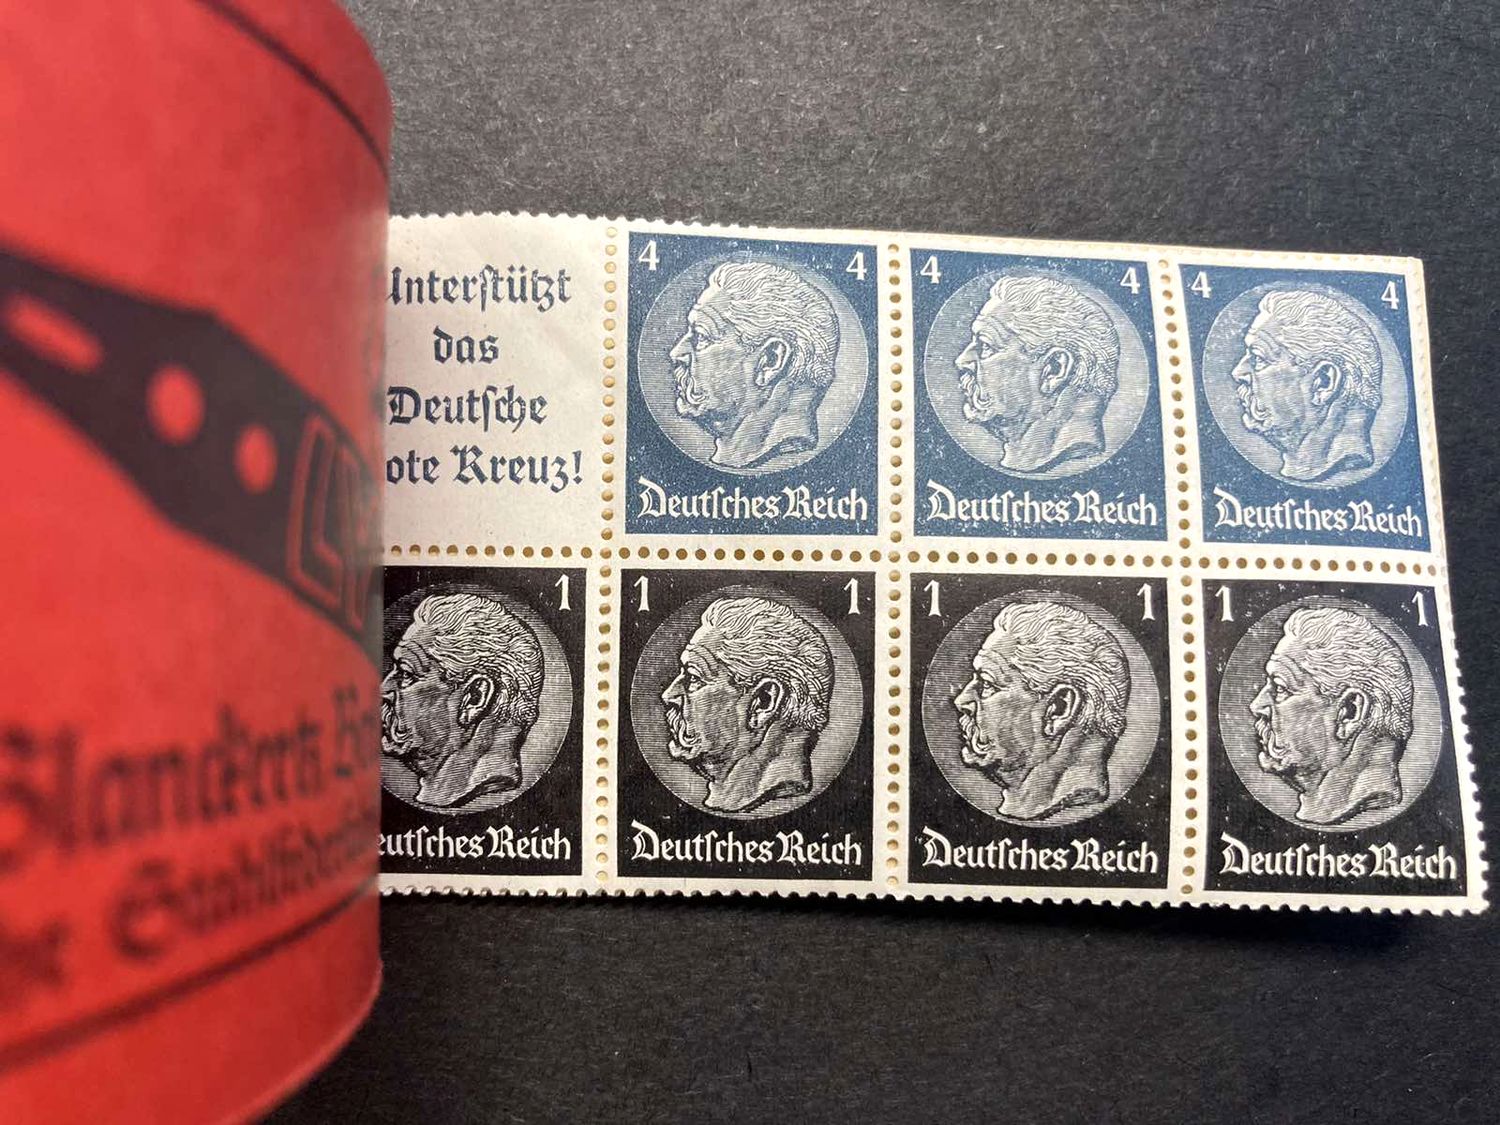 Unterstützt
das
Deutsche
ote Kreuz!
4 4
Deutsches Reich
4 4
Deutsches Reich
4 4
Deutsches Reich
1
eutsches Reich
1 1
Deutsches Reich
1 1
Deutsches Reich
1 1
Deutsches Reich